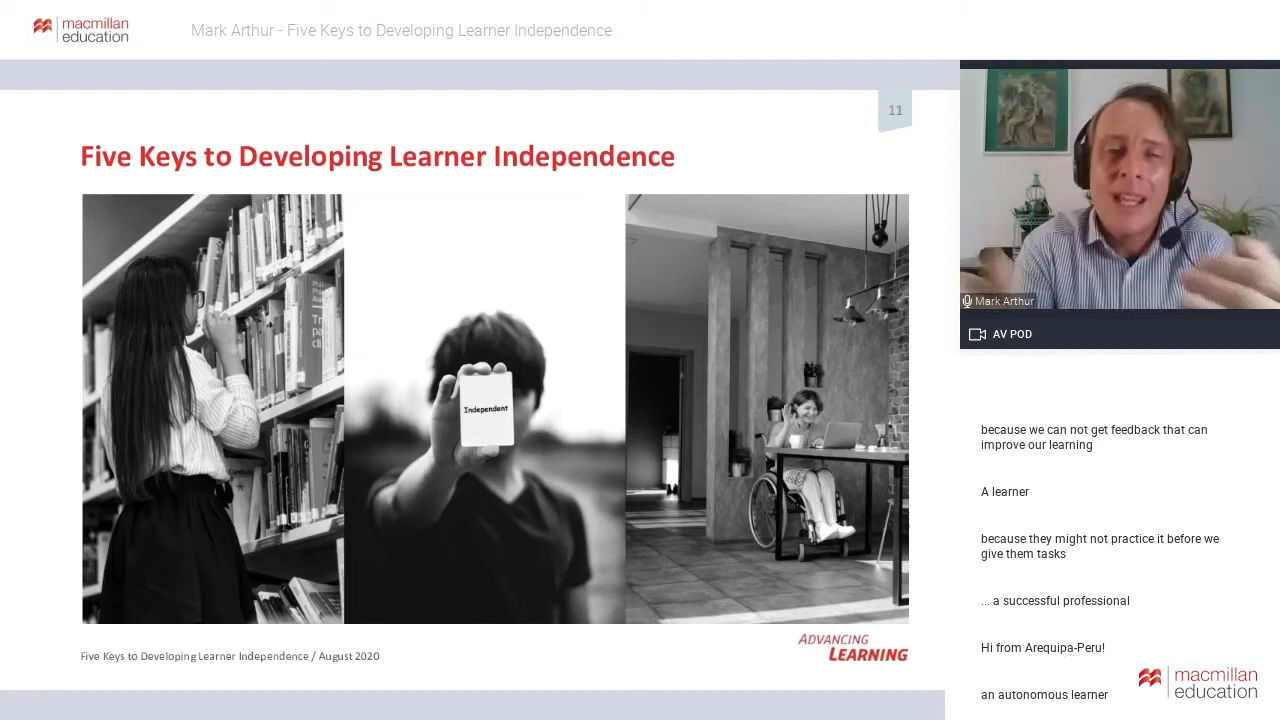 macmillan
education
Mark Arthur - Five Keys to Developing Learner Independence
11
Five Keys to Developing Learner Independence
Independent
Five Keys to Developing Learner Independence / August 2020
ADVANCING
LEARNING
Mark Arthur
AV POD
because we can not get feedback that can
improve our learning
A learner
because they might not practice it before we
give them tasks
... a successful professional
Hi from Arequipa-Peru!
an autonomous learner
macmillan
education